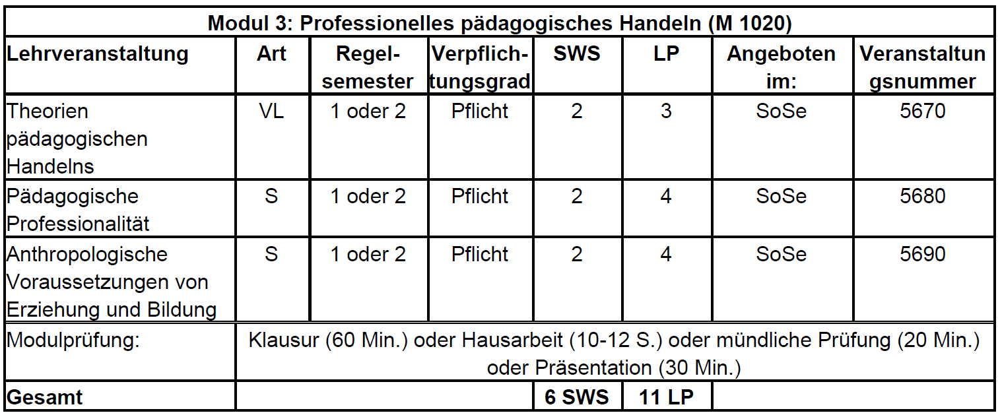 Modul 3: Professionelles pädagogisches Handeln (M 1020)
Lehrveranstaltung Art Regel- Verpflich- SWS LP Angeboten Veranstaltun
semester tungsgrad im: gsnummer
Theorien VL 1 oder 2 Pflicht 2 3 SoSe 5670
pädagogischen
Handelns
Pädagogische S 1 oder 2 Pflicht 2 4 SoSe 5680
Professionalität
Anthropologische S 1 oder 2 Pflicht 2 4 SoSe 5690
Voraussetzungen von
Erziehung und Bildung
Modulprüfung: Klausur (60 Min.) oder Hausarbeit (10-12 S.) oder mündliche Prüfung (20 Min.)
oder Präsentation (30 Min.)
Gesamt 6 SWS 11 LP